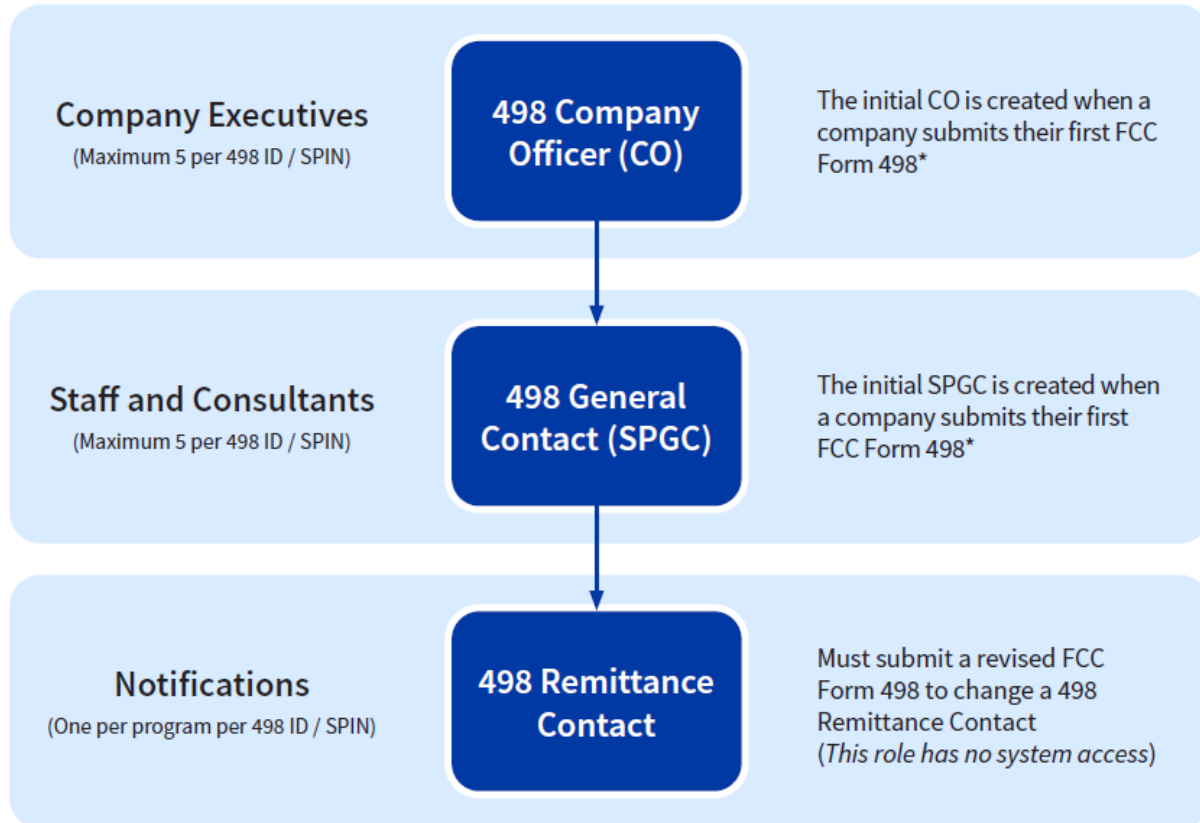 Company Executives
(Maximum 5 per 498 ID / SPIN)
498 Company
Officer (CO)
The initial CO is created when a
company submits their first FCC
Form 498*
Staff and Consultants
(Maximum 5 per 498 ID / SPIN)
498 General
Contact (SPGC)
The initial SPGC is created when
a company submits their first
FCC Form 498*
Notifications
(One per program per 498 ID / SPIN)
498 Remittance
Contact
Must submit a revised FCC
Form 498 to change a 498
Remittance Contact
(This role has no system access)